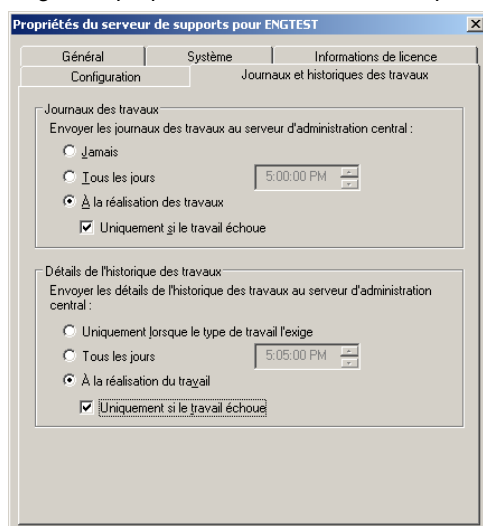 Propriétés du serveur de supports pour ENGTEST
Général
Système
Informations de licence
Configuration
Journaux et historiques des travaux
Journaux des travaux
Envoyer les journaux des travaux au serveur d'administration central :
Jamais
Tous les jours
5:00:00 PM
À la réalisation des travaux
Uniquement si le travail échoue
Détails de l'historique des travaux
Envoyer les détails de l'historique des travaux au serveur d'administration
central :
Uniquement lorsque le type de travail l'exige
Tous les jours
5:05:00 PM
À la réalisation du travail
Uniquement si le travail échoue